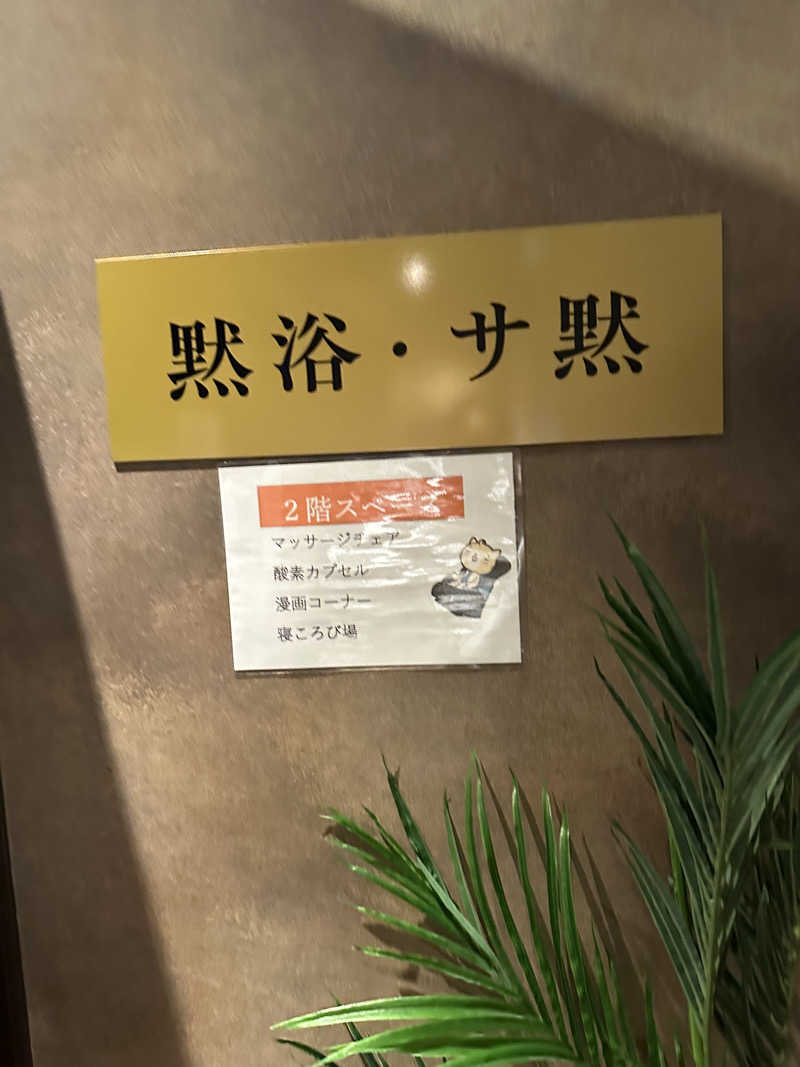 黙浴・サ黙
２階スペース
マッサージチェア
酸素カプセル
漫画コーナー
寝ころび場